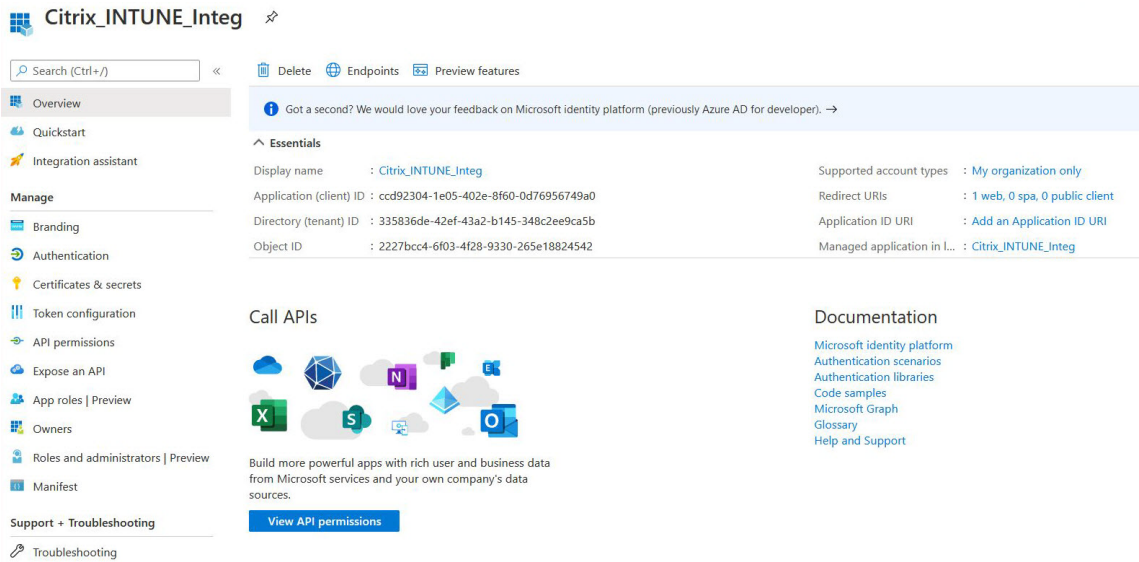 Citrix_INTUNE_Integ
Search (Ctrl+/)
«
Overview
Quickstart
Integration assistant
Manage
Branding
Authentication
Certificates & secrets
Token configuration
API permissions
Expose an API
App roles | Preview
Owners
Roles and administrators | Preview
Manifest
Support + Troubleshooting
Troubleshooting
Delete Endpoints Preview features
Got a second? We would love your feedback on Microsoft identity platform (previously Azure AD for developer). →
Essentials
Display name : Citrix_INTUNE_Integ
Application (client) ID : ccd92304-1e05-402e-8f60-0d76956749a0
Directory (tenant) ID : 335836de-42ef-43a2-b145-348c2ee9ca5b
Object ID : 2227bcc4-6f03-4f28-9330-265e18824542
Supported account types : My organization only
Redirect URIs : 1 web, 0 spa, 0 public client
Application ID URI : Add an Application ID URI
Managed application in l... : Citrix_INTUNE_Integ
Call APIs
N
E
X
S
O
Build more powerful apps with rich user and business data
from Microsoft services and your own company's data
sources.
View API permissions
Documentation
Microsoft identity platform
Authentication scenarios
Authentication libraries
Code samples
Microsoft Graph
Glossary
Help and Support